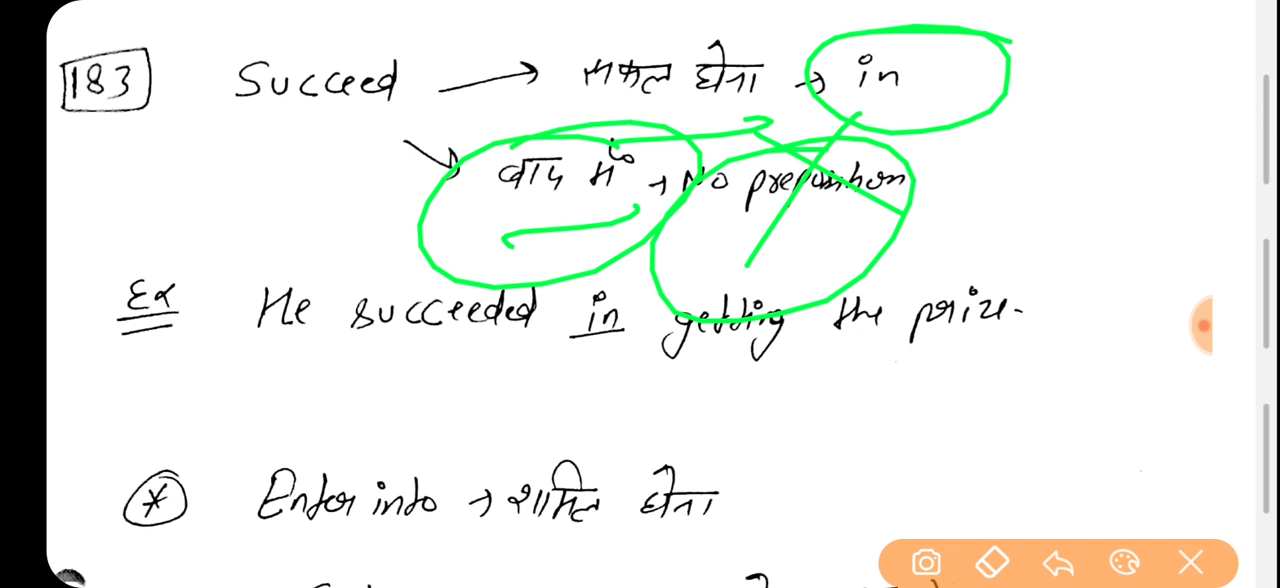 183 Succeed → सफल होना → in
↘ बाद में → No preposition
Ex He succeeded in getting the prize.
* Enter into → शामिल होना